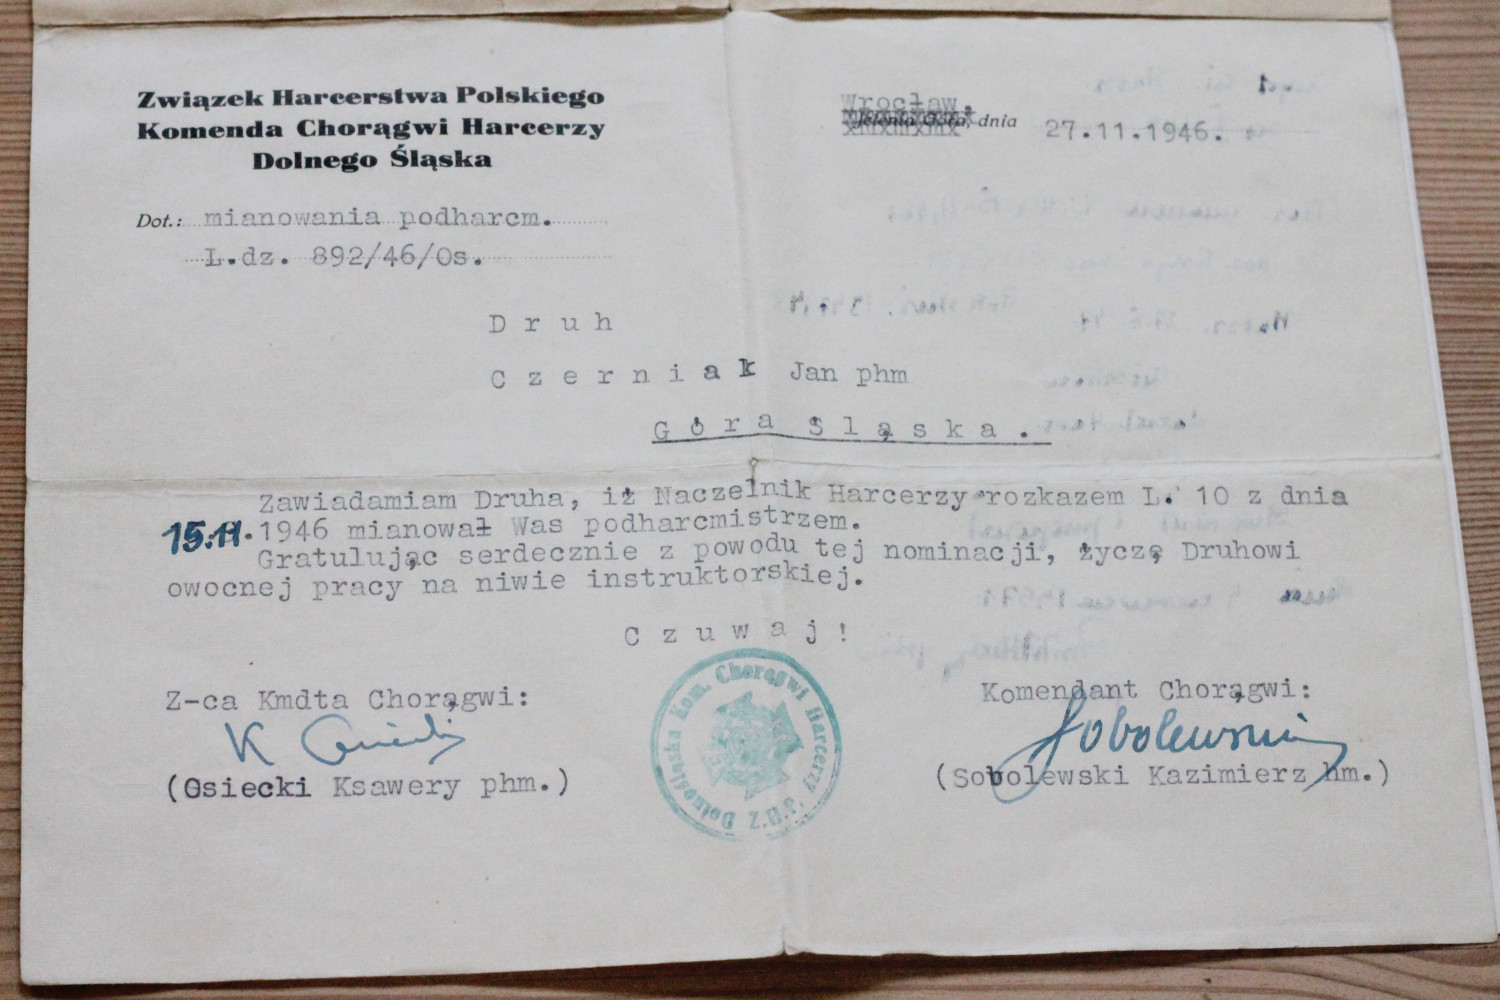 Związek Harcerstwa Polskiego
Komenda Chorągwi Harcerzy
Dolnego Śląska
Wrocław,
Jelenia Góra, dnia 27.11.1946.
Dot.: mianowania podharcm.
L.dz. 892/46/Os.
Druh
Czerniak Jan phm
Góra Śląska.
Zawiadamiam Druha, iż Naczelnik Harcerzy rozkazem L. 10 z dnia
15.11.1946 mianował Was podharcmistrzem.
Gratulując serdecznie z powodu tej nominacji, życzę Druhowi
owocnej pracy na niwie instruktorskiej.
Czuwaj!
Z-ca Kmdta Chorągwi:
Komendant Chorągwi:
K
Sobolewski
(Osiecki Ksawery phm.)
(Sobolewski Kazimierz hm.)
Z.H.P. Dolnośląska Kom. Chorągwi Harcerzy